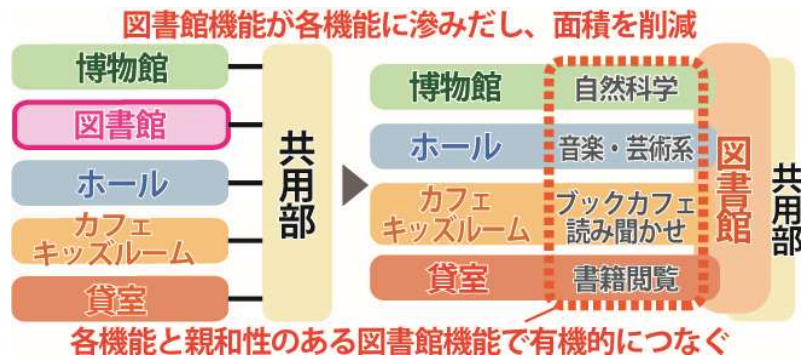 図書館機能が各機能に滲みだし、面積を削減
博物館
図書館
ホール
カフェ
キッズルーム
貸室
共用部
博物館
自然科学
ホール
音楽・芸術系
カフェ
キッズルーム
ブックカフェ
読み聞かせ
貸室
書籍閲覧
図書館
共用部
各機能と親和性のある図書館機能で有機的につなぐ